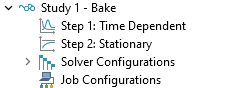 Study 1 - Bake
Step 1: Time Dependent
Step 2: Stationary
Solver Configurations
Job Configurations